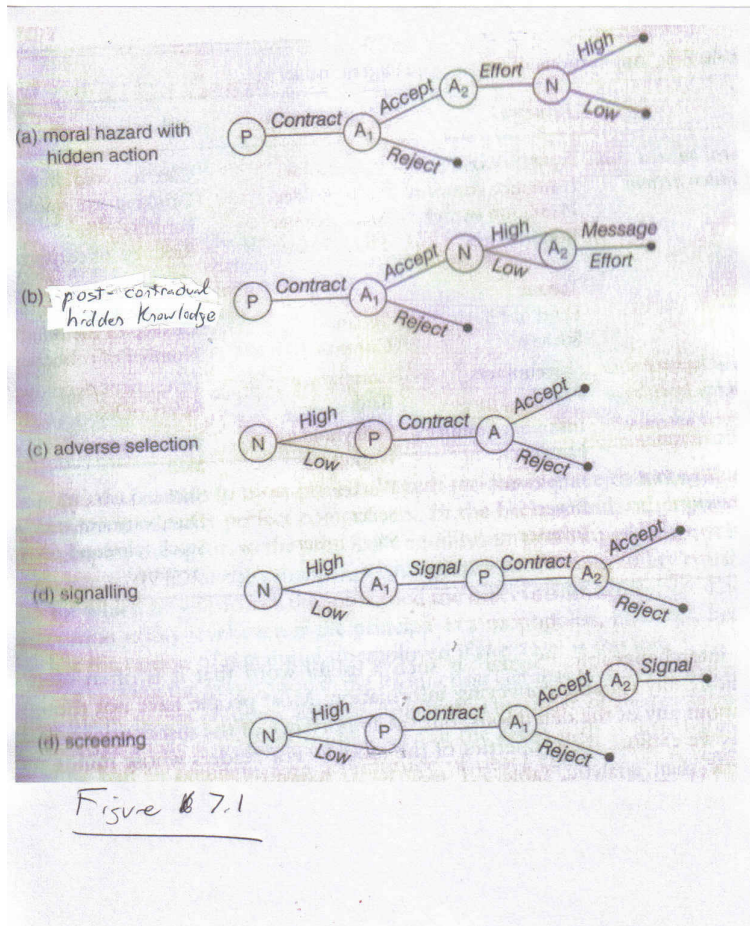 High
Effort
Accept
A2
N
Low
Contract
(a) moral hazard with
hidden action
P
A1
Reject
High
Message
Accept
N
A2
Low
Effort
Contract
(b) post-contradual
hidden Knowledge
P
A1
Reject
Accept
High
Contract
(c) adverse selection
N
P
A
Low
Reject
Accept
High
Signal
Contract
(d) signalling
N
A1
P
A2
Low
Reject
Signal
Accept
A2
High
Contract
(d) screening
N
P
A1
Low
Reject
Figure 7.1